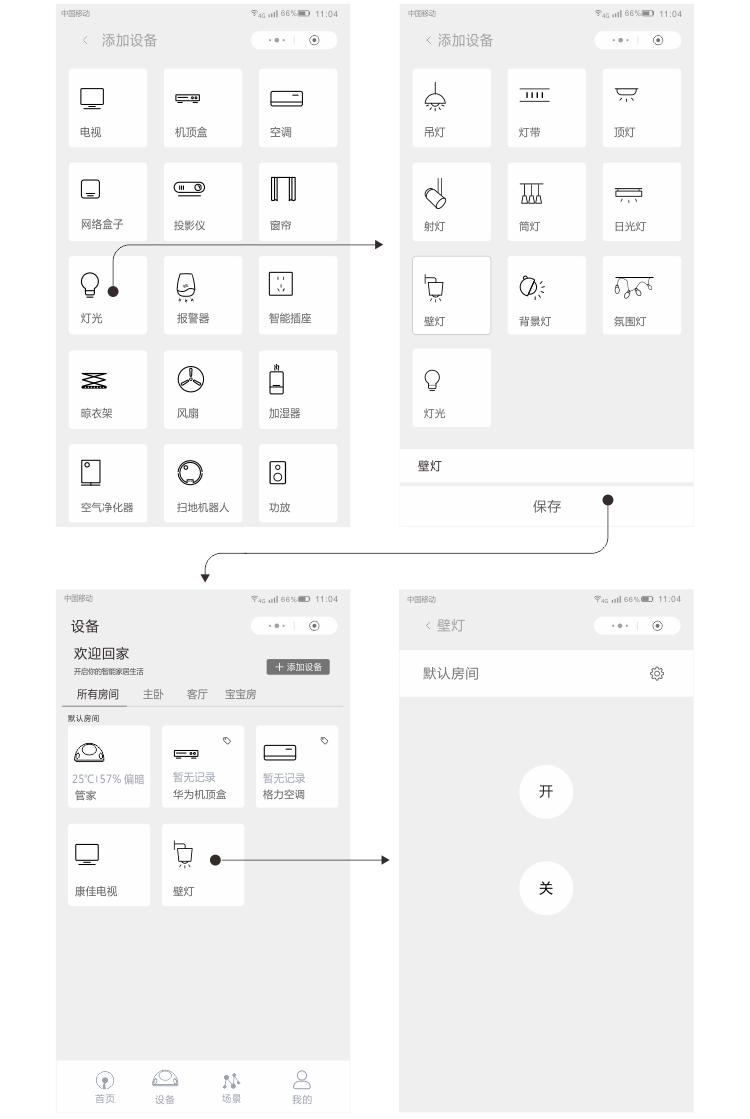 中国移动 4G 66% 11:04
添加设备
电视 机顶盒 空调
网络盒子 投影仪 窗帘
灯光 报警器 智能插座
晾衣架 风扇 加湿器
空气净化器 扫地机器人 功放
中国移动 4G 66% 11:04
添加设备
吊灯 灯带 顶灯
射灯 筒灯 日光灯
壁灯 背景灯 氛围灯
灯光
壁灯
保存
中国移动 4G 66% 11:04
设备
欢迎回家
开启你的智能家居生活
+ 添加设备
所有房间 主卧 客厅 宝宝房
默认房间
25℃ | 57% 偏暗 暂无记录 暂无记录
管家 华为机顶盒 格力空调
康佳电视 壁灯
首页 设备 场景 我的
中国移动 4G 66% 11:04
壁灯
默认房间
开
关